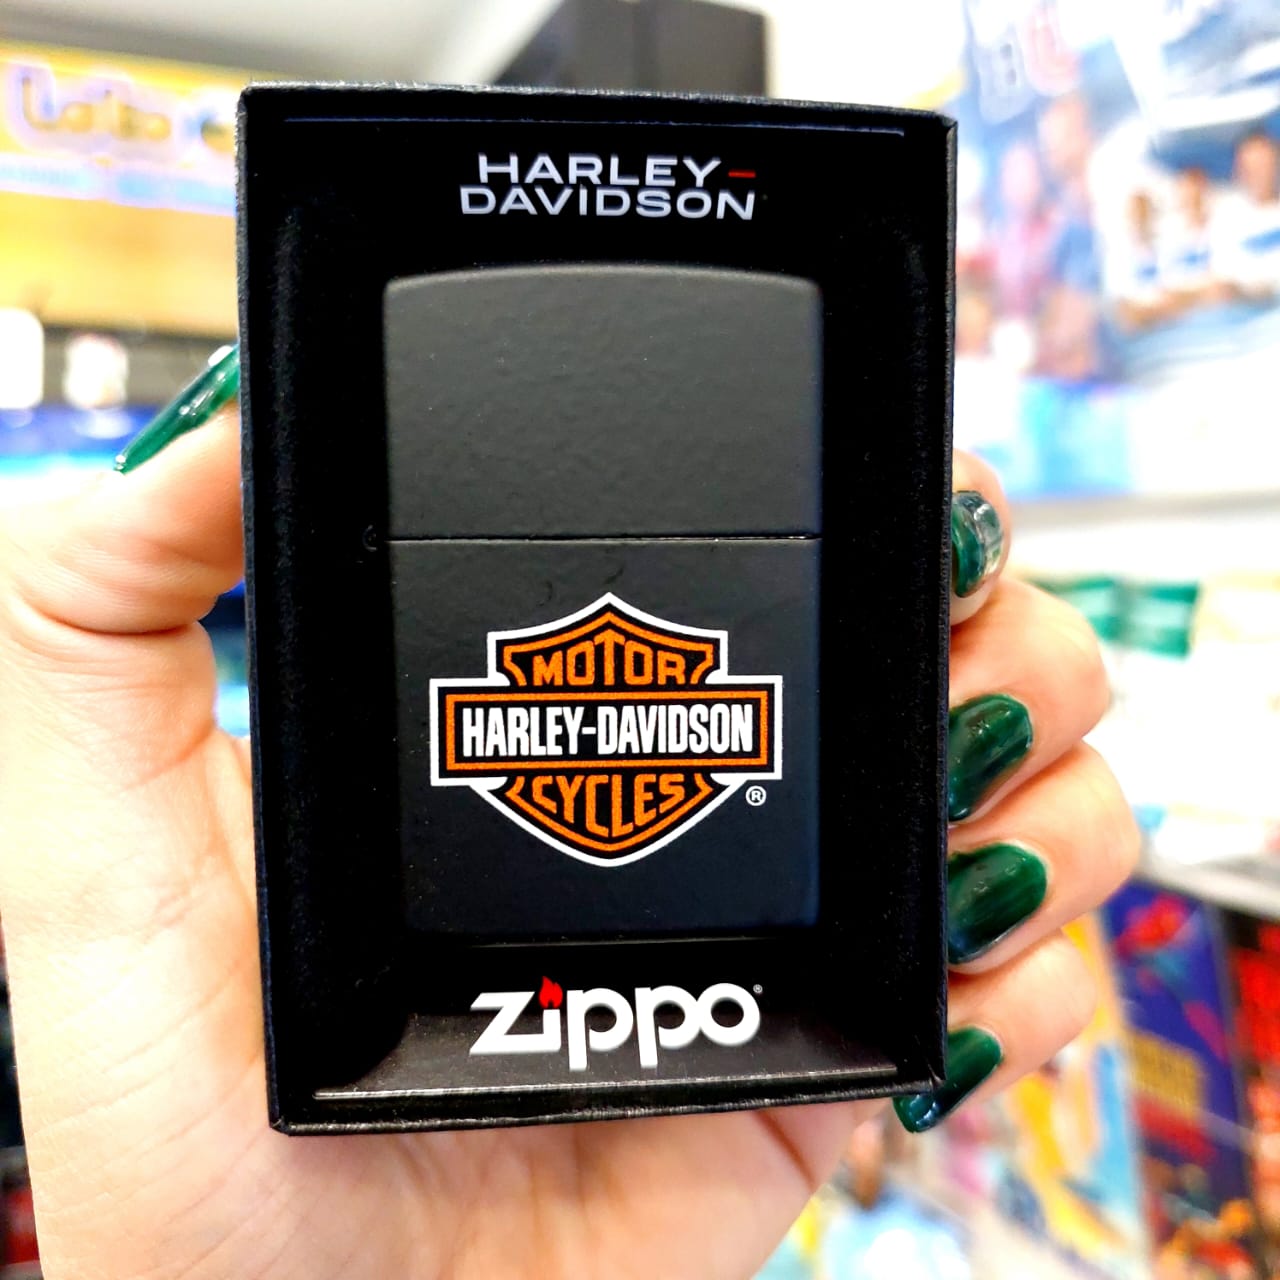 HARLEY-
DAVIDSON
MOTOR
HARLEY-DAVIDSON
CYCLES
®
zippo®